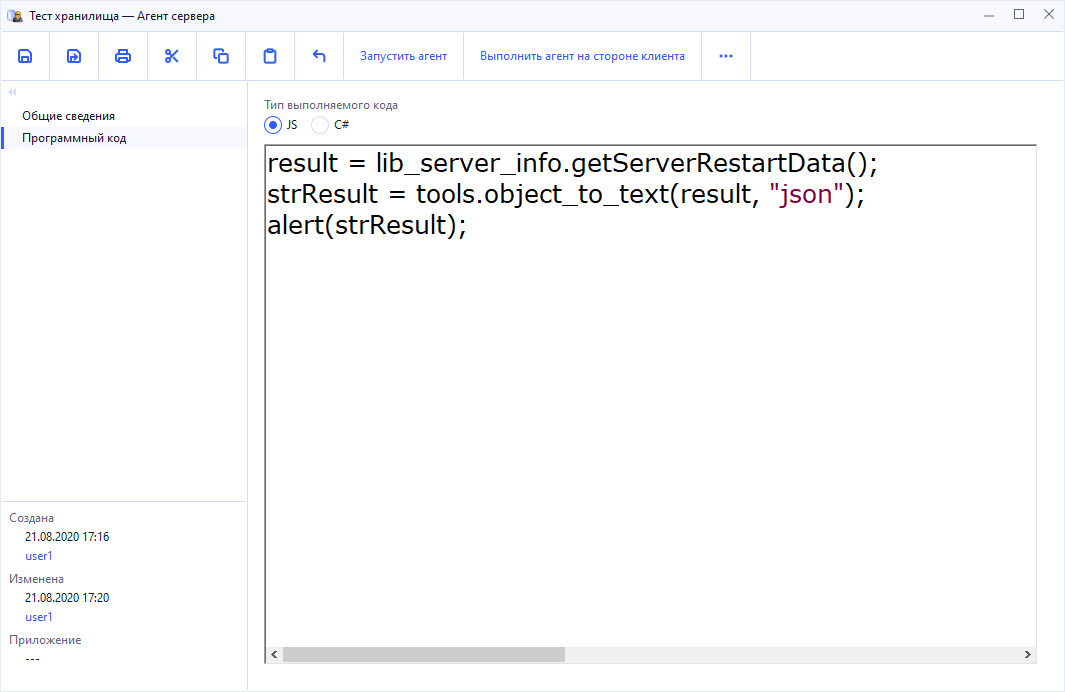 Тест хранилища — Агент сервера
Запустить агент
Выполнить агент на стороне клиента
Общие сведения
Программный код
Создана
21.08.2020 17:16
user1
Изменена
21.08.2020 17:20
user1
Приложение
---
Тип выполняемого кода
JS C#
result = lib_server_info.getServerRestartData();
strResult = tools.object_to_text(result, "json");
alert(strResult);